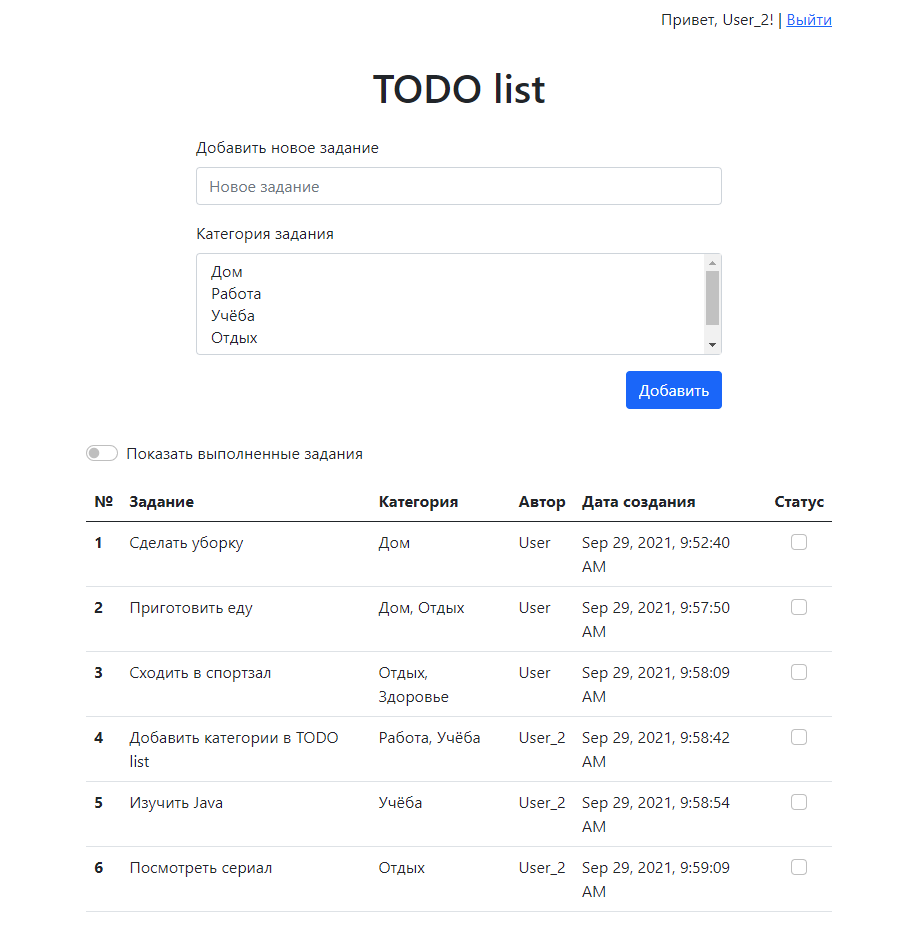 Привет, User_2! | Выйти
TODO list
Добавить новое задание
Новое задание
Категория задания
Дом
Работа
Учёба
Отдых
Добавить
Показать выполненные задания
№ Задание Категория Автор Дата создания Статус
1 Сделать уборку Дом User Sep 29, 2021, 9:52:40
AM
2 Приготовить еду Дом, Отдых User Sep 29, 2021, 9:57:50
AM
3 Сходить в спортзал Отдых, User Sep 29, 2021, 9:58:09
Здоровье AM
4 Добавить категории в TODO Работа, Учёба User_2 Sep 29, 2021, 9:58:42
list AM
5 Изучить Java Учёба User_2 Sep 29, 2021, 9:58:54
AM
6 Посмотреть сериал Отдых User_2 Sep 29, 2021, 9:59:09
AM